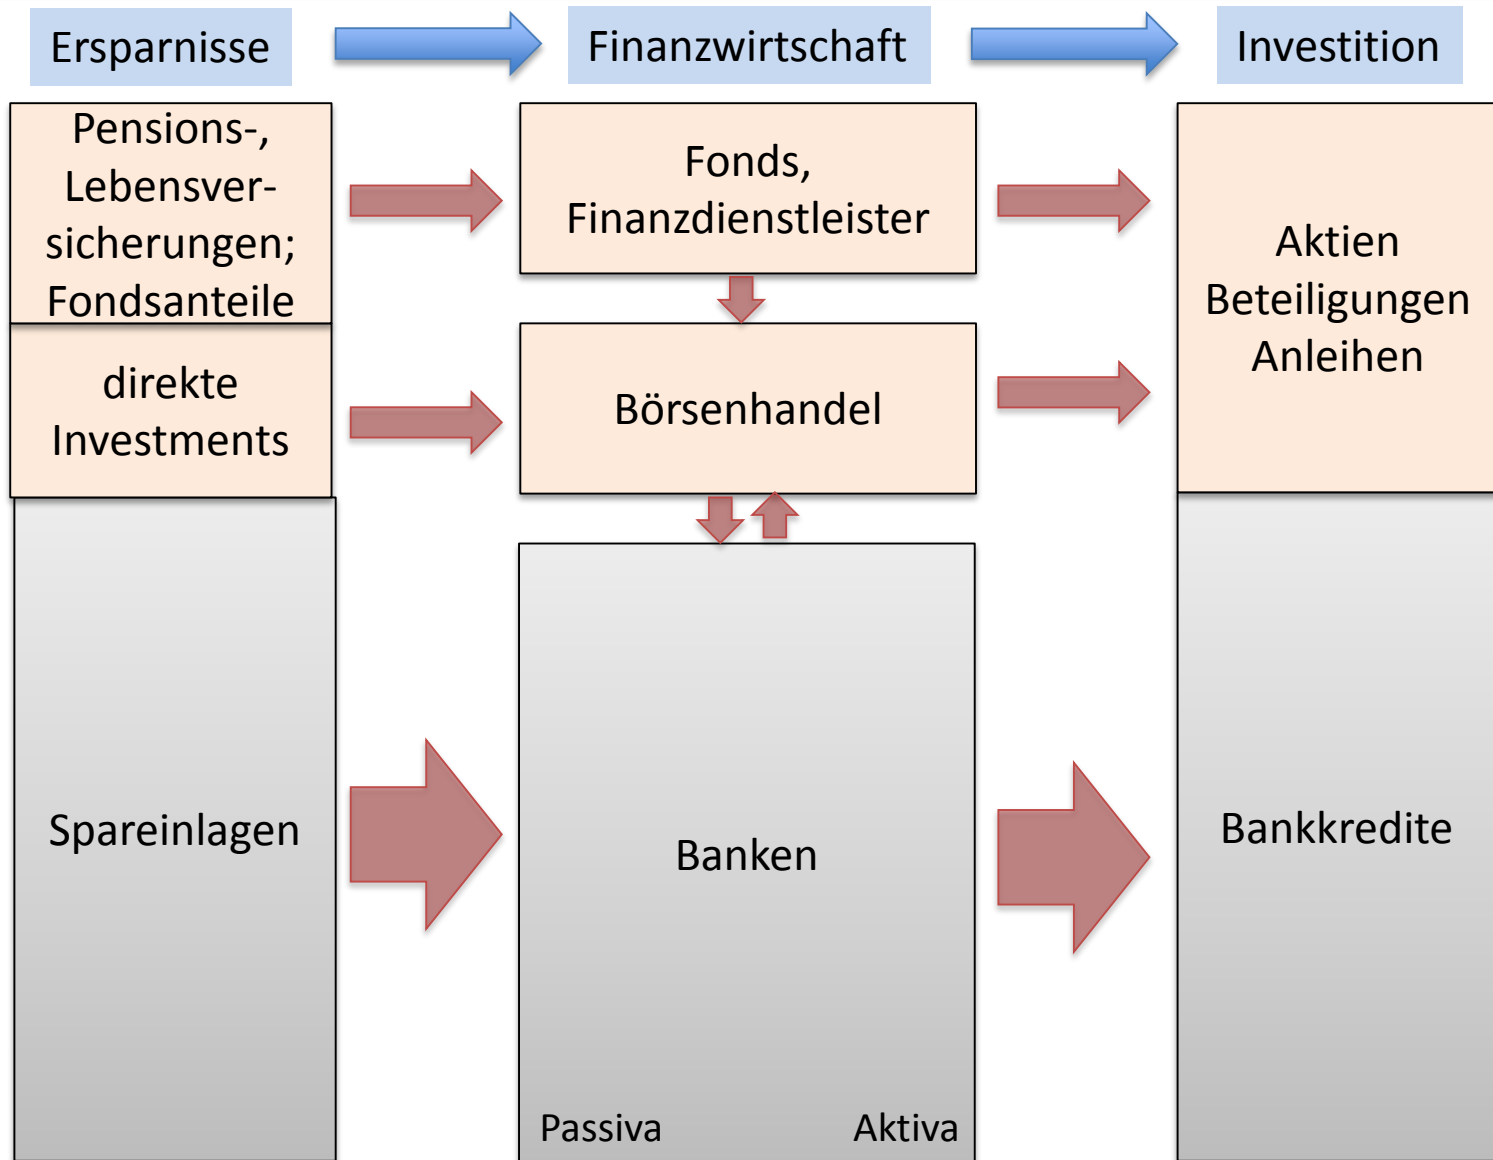 Ersparnisse
Finanzwirtschaft
Investition
Pensions-,
Lebensver-
sicherungen;
Fondsanteile
Fonds,
Finanzdienstleister
Aktien
Beteiligungen
Anleihen
direkte
Investments
Börsenhandel
Spareinlagen
Banken
Bankkredite
Passiva
Aktiva